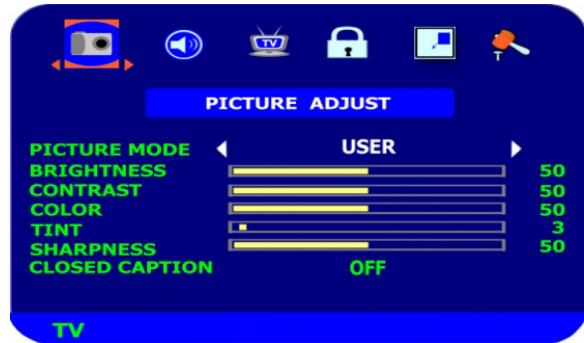 TV
PICTURE ADJUST
PICTURE MODE USER
BRIGHTNESS 50
CONTRAST 50
COLOR 50
TINT 3
SHARPNESS 50
CLOSED CAPTION OFF
TV